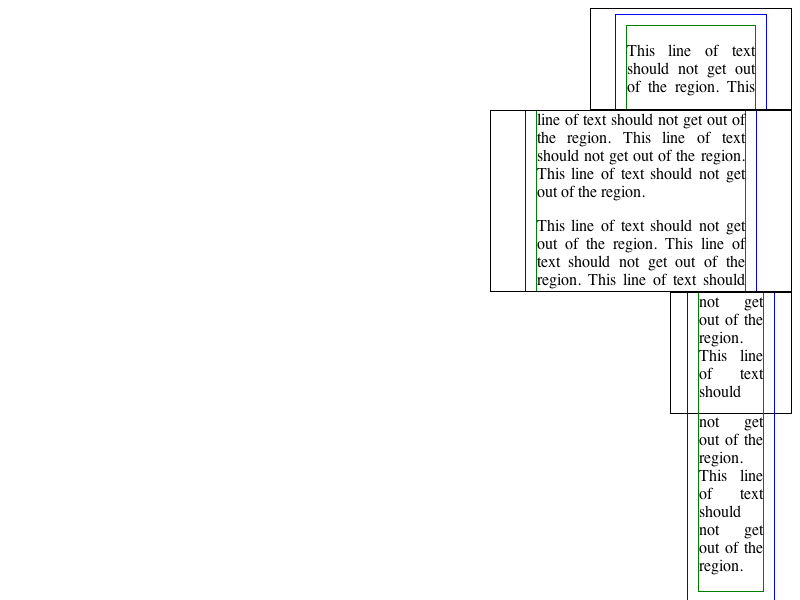 This line of text
should not get out
of the region. This
line of text should not get out of
the region. This line of text
should not get out of the region.
This line of text should not get
out of the region.
This line of text should not get
out of the region. This line of
text should not get out of the
region. This line of text should
not get
out of the
region.
This line
of text
should
not get
out of the
region.
This line
of text
should
not get
out of the
region.